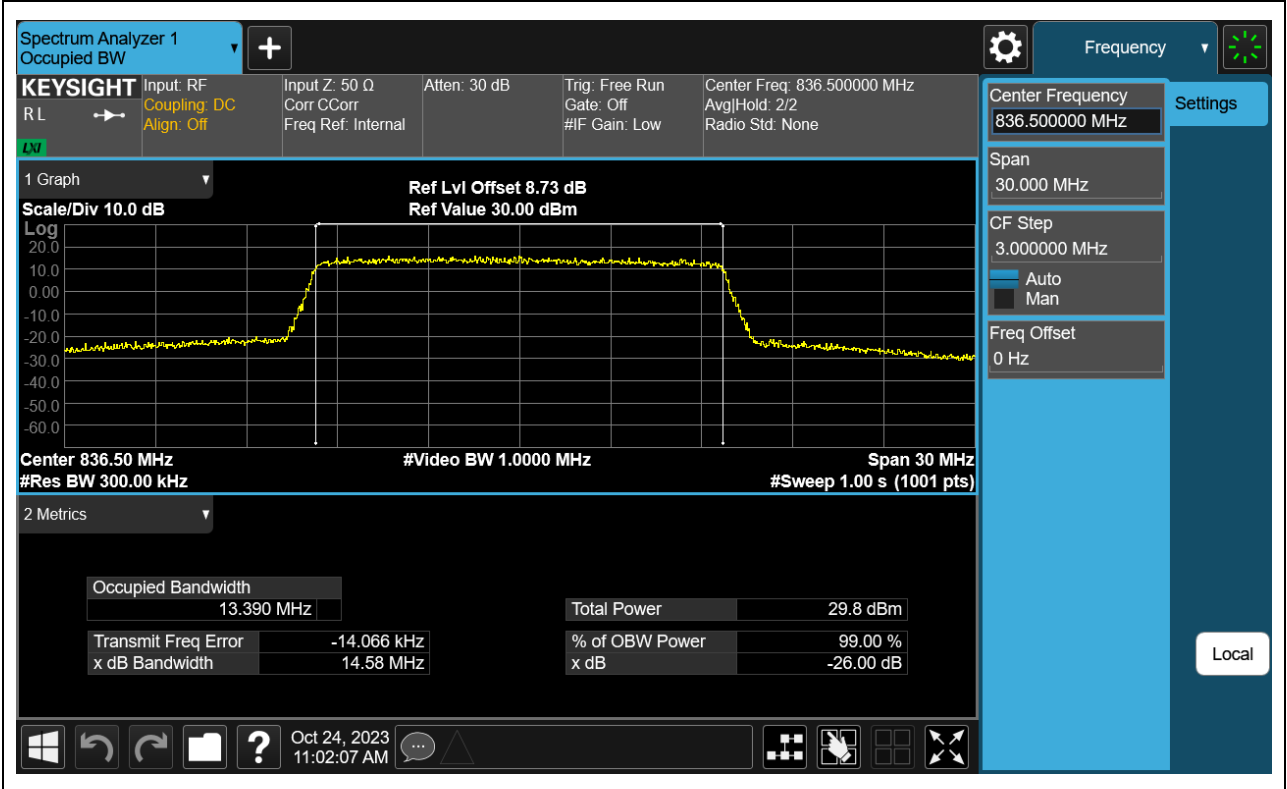 Spectrum Analyzer 1
Occupied BW
+
Frequency
KEYSIGHT
R L
LXI
Input: RF
Coupling: DC
Align: Off
Input Z: 50 Ω
Corr CCorr
Freq Ref: Internal
Atten: 30 dB
Trig: Free Run
Gate: Off
#IF Gain: Low
Center Freq: 836.500000 MHz
Avg|Hold: 2/2
Radio Std: None
Center Frequency
836.500000 MHz
Settings
Span
30.000 MHz
CF Step
3.000000 MHz
Auto
Man
Freq Offset
0 Hz
Local
1 Graph
Scale/Div 10.0 dB
Ref Lvl Offset 8.73 dB
Ref Value 30.00 dBm
Log
20.0
10.0
0.00
-10.0
-20.0
-30.0
-40.0
-50.0
-60.0
Center 836.50 MHz
#Video BW 1.0000 MHz
Span 30 MHz
#Res BW 300.00 kHz
#Sweep 1.00 s (1001 pts)
2 Metrics
Occupied Bandwidth
13.390 MHz
Total Power 29.8 dBm
Transmit Freq Error -14.066 kHz
% of OBW Power 99.00 %
x dB Bandwidth 14.58 MHz
x dB -26.00 dB
?
Oct 24, 2023
11:02:07 AM